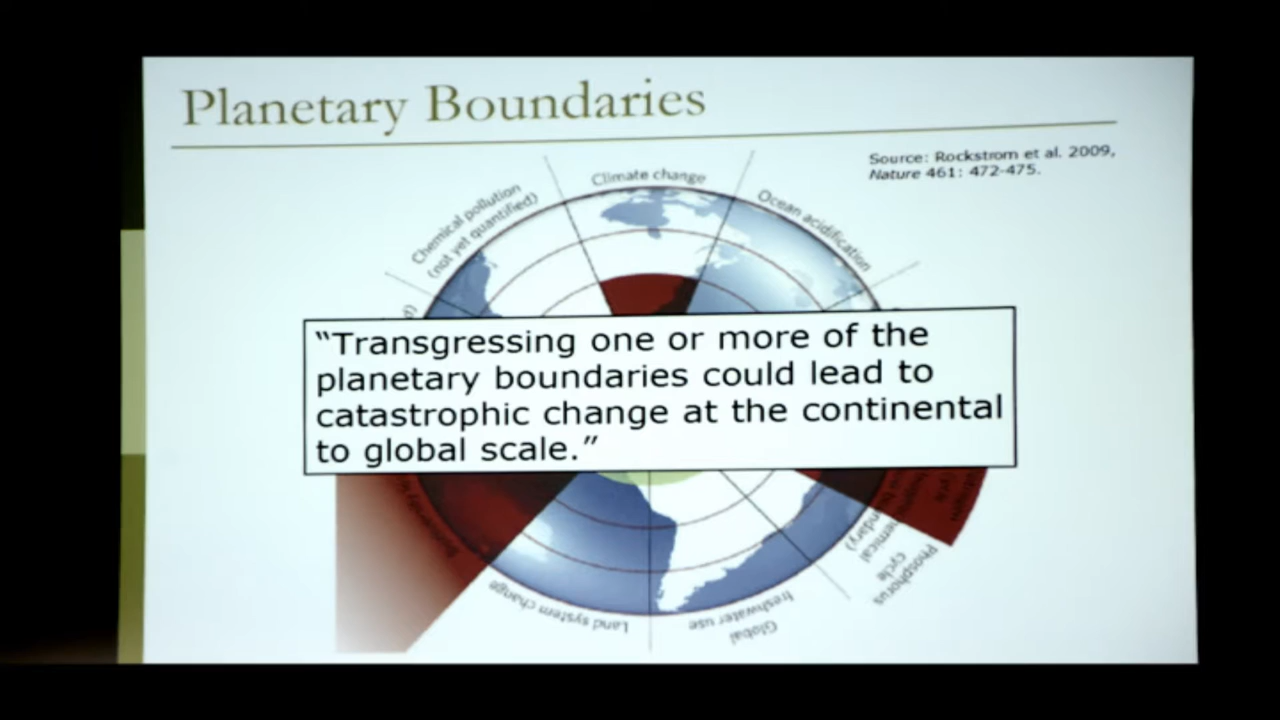 Planetary Boundaries
Source: Rockstrom et al. 2009,
Nature 461: 472-475.
Climate change
Ocean acidification
Chemical pollution
(not yet quantified)
“Transgressing one or more of the
planetary boundaries could lead to
catastrophic change at the continental
to global scale.”
Phosphorus
cycle
Global
freshwater use
Land system change